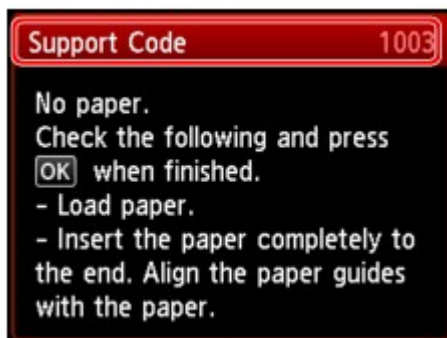 Support Code 1003
No paper.
Check the following and press
OK when finished.
- Load paper.
- Insert the paper completely to
the end. Align the paper guides
with the paper.